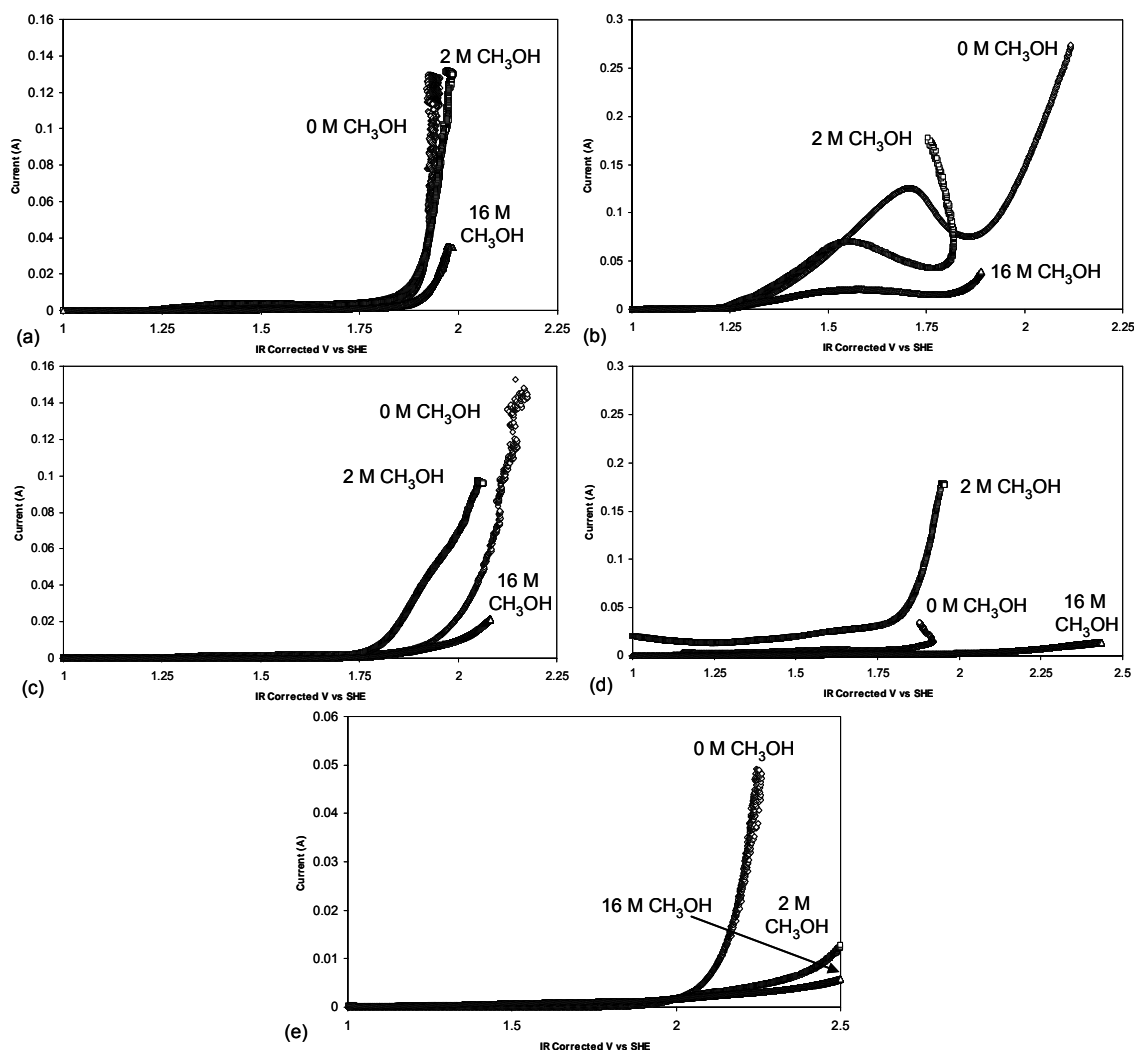 0.16
0.14
0.12
0.1
0.08
0.06
0.04
0.02
0
Current (A)
2 M CH₃OH
0 M CH₃OH
16 M
CH₃OH
1
1.25
1.5
1.75
2
2.25
IR Corrected V vs SHE
(a)
0.3
0.25
0.2
0.15
0.1
0.05
0
Current (A)
0 M CH₃OH
2 M CH₃OH
16 M CH₃OH
1
1.25
1.5
1.75
2
2.25
IR Corrected V vs SHE
(b)
0.16
0.14
0.12
0.1
0.08
0.06
0.04
0.02
0
Current (A)
0 M CH₃OH
2 M CH₃OH
16 M
CH₃OH
1
1.25
1.5
1.75
2
2.25
IR Corrected V vs SHE
(c)
0.3
0.25
0.2
0.15
0.1
0.05
0
Current (A)
2 M CH₃OH
0 M CH₃OH
16 M
CH₃OH
1
1.25
1.5
1.75
2
2.25
2.5
IR Corrected V vs SHE
(d)
0.06
0.05
0.04
0.03
0.02
0.01
0
Current (A)
0 M CH₃OH
16 M CH₃OH
2 M
CH₃OH
1
1.5
2
2.5
IR Corrected V vs SHE
(e)